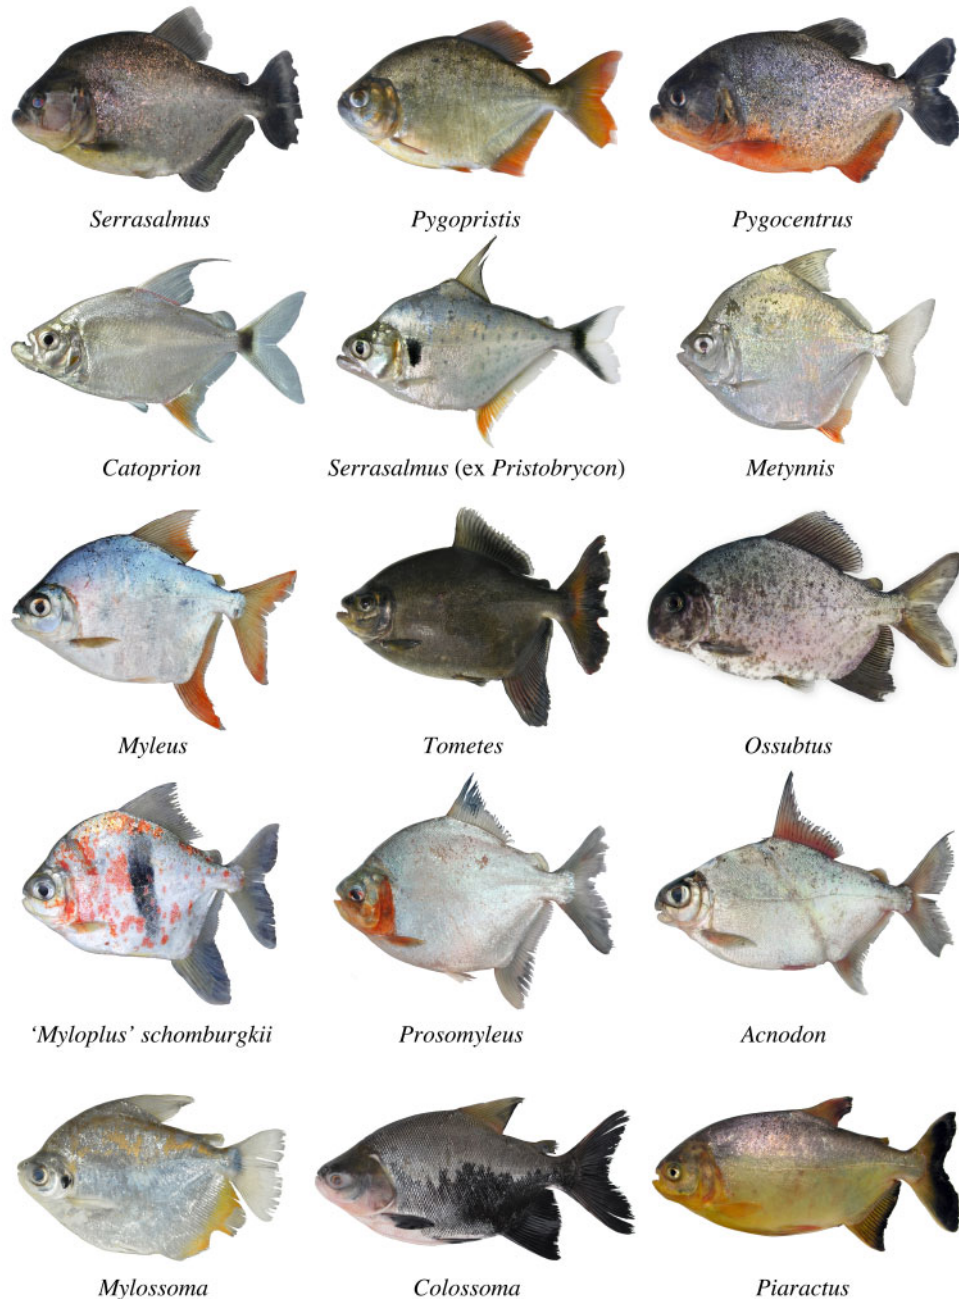 Serrasalmus
Pygopristis
Pygocentrus
Catoprion
Serrasalmus (ex Pristobrycon)
Metynnis
Myleus
Tometes
Ossubtus
‘Myloplus’ schomburgkii
Prosomyleus
Acnodon
Mylossoma
Colossoma
Piaractus